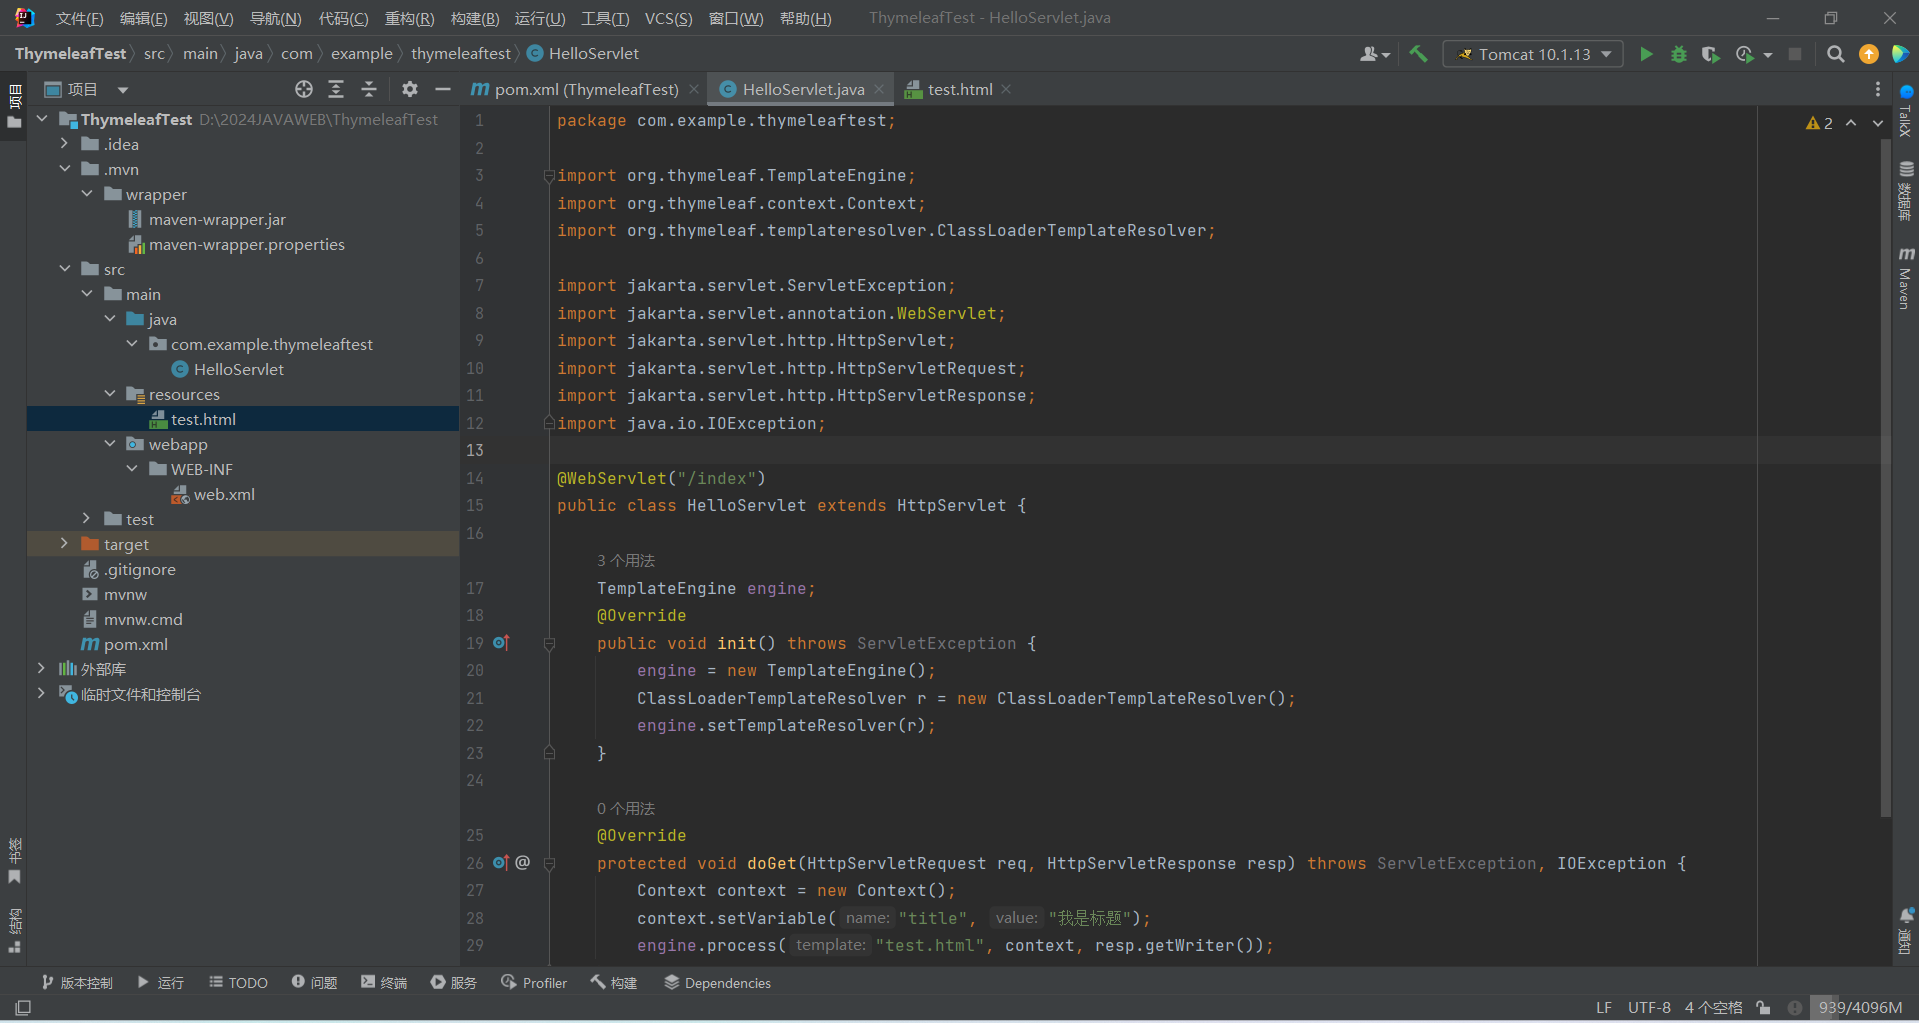 文件(F) 编辑(E) 视图(V) 导航(N) 代码(C) 重构(R) 构建(B) 运行(U) 工具(T) VCS(S) 窗口(W) 帮助(H) ThymeleafTest - HelloServlet.java
ThymeleafTest src main java com example thymeleaftest HelloServlet Tomcat 10.1.13
项目 pom.xml (ThymeleafTest) HelloServlet.java test.html
项目
ThymeleafTest D:\2024JAVAWEB\ThymeleafTest
.idea
.mvn
wrapper
maven-wrapper.jar
maven-wrapper.properties
src
main
java
com.example.thymeleaftest
HelloServlet
resources
test.html
webapp
WEB-INF
web.xml
test
target
.gitignore
mvnw
mvnw.cmd
pom.xml
外部库
临时文件和控制台
书签
结构
1 package com.example.thymeleaftest;
2
3 import org.thymeleaf.TemplateEngine;
4 import org.thymeleaf.context.Context;
5 import org.thymeleaf.templateresolver.ClassLoaderTemplateResolver;
6
7 import jakarta.servlet.ServletException;
8 import jakarta.servlet.annotation.WebServlet;
9 import jakarta.servlet.http.HttpServlet;
10 import jakarta.servlet.http.HttpServletRequest;
11 import jakarta.servlet.http.HttpServletResponse;
12 import java.io.IOException;
13
14 @WebServlet("/index")
15 public class HelloServlet extends HttpServlet {
16
3 个用法
17 TemplateEngine engine;
18 @Override
19 public void init() throws ServletException {
20 engine = new TemplateEngine();
21 ClassLoaderTemplateResolver r = new ClassLoaderTemplateResolver();
22 engine.setTemplateResolver(r);
23 }
24
0 个用法
25 @Override
26 @ protected void doGet(HttpServletRequest req, HttpServletResponse resp) throws ServletException, IOException {
27 Context context = new Context();
28 context.setVariable( name: "title", value: "我是标题");
29 engine.process( template: "test.html", context, resp.getWriter());
2
TalkX
数据库
Maven
通知
版本控制 运行 TODO 问题 终端 服务 Profiler 构建 Dependencies
LF UTF-8 4 个空格 939/4096M